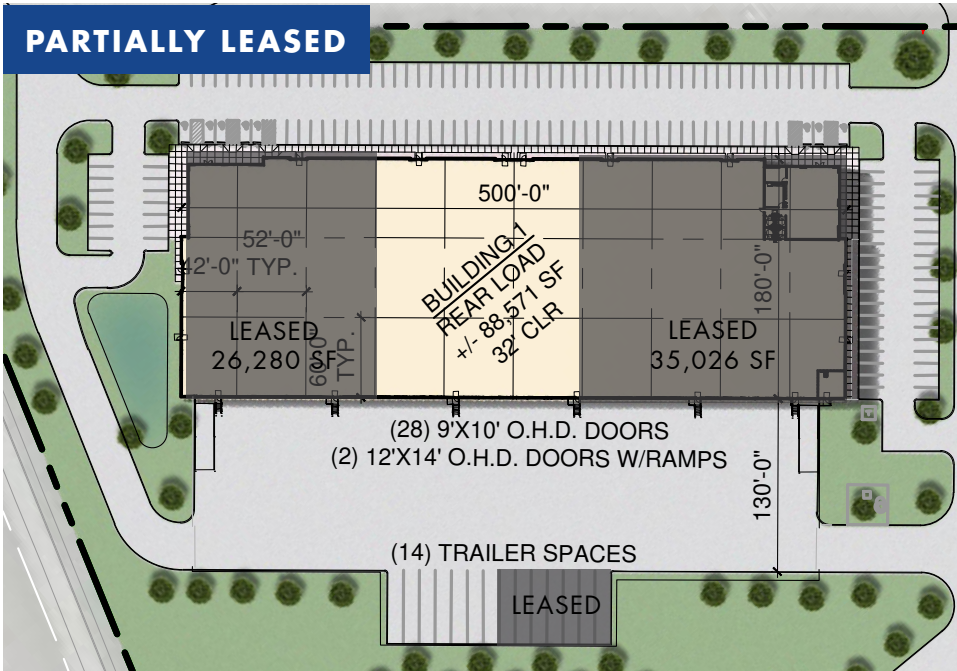 PARTIALLY LEASED
500'-0"
52'-0"
42'-0" TYP.
BUILDING 1
REAR LOAD
+/- 88,571 SF
32' CLR
180'-0"
LEASED
26,280 SF
60'-0"
TYP.
LEASED
35,026 SF
(28) 9'X10' O.H.D. DOORS
(2) 12'X14' O.H.D. DOORS W/RAMPS
130'-0"
(14) TRAILER SPACES
LEASED